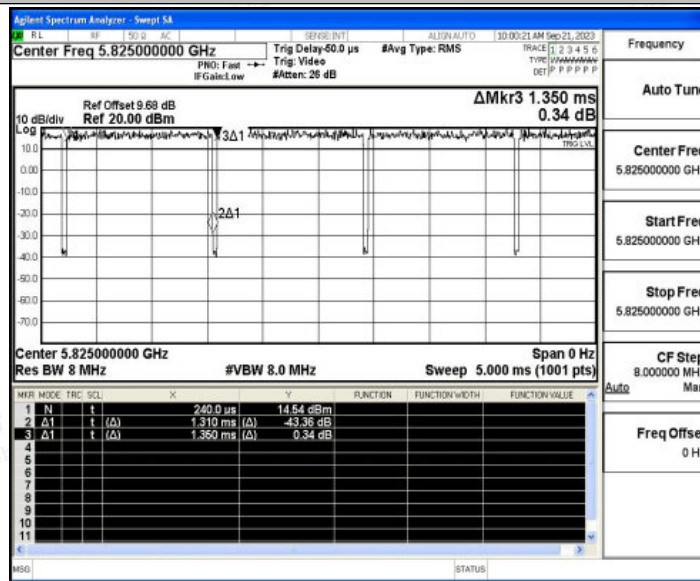 Agilent Spectrum Analyzer - Swept SA
RL RF 50 Ω AC SENSE:INT ALIGN AUTO 10:00:21 AM Sep 21, 2023
Center Freq 5.825000000 GHz
PNO: Fast
IFGain:Low
Trig Delay-50.0 µs
Trig: Video
#Atten: 26 dB
#Avg Type: RMS
TRACE 1 2 3 4 5 6
TYPE
DET P P P P P P
Ref Offset 9.68 dB
10 dB/div Ref 20.00 dBm
ΔMkr3 1.350 ms
0.34 dB
Log
3Δ1
TRIG LVL
10.0
0.00
-10.0
-20.0
2Δ1
-30.0
-40.0
-50.0
-60.0
-70.0
Center 5.825000000 GHz Span 0 Hz
Res BW 8 MHz #VBW 8.0 MHz Sweep 5.000 ms (1001 pts)
MKR MODE TRC SCL X Y FUNCTION FUNCTION WIDTH FUNCTION VALUE
1 N t 240.0 µs 14.54 dBm
2 Δ1 t (Δ) 1.310 ms (Δ) -43.36 dB
3 Δ1 t (Δ) 1.350 ms (Δ) 0.34 dB
4
5
6
7
8
9
10
11
MSG STATUS
Frequency
Auto Tun
Center Fre
5.825000000 GH
Start Fre
5.825000000 GH
Stop Fre
5.825000000 GH
CF Ste
8.000000 MH
Auto Ma
Freq Offse
0 H